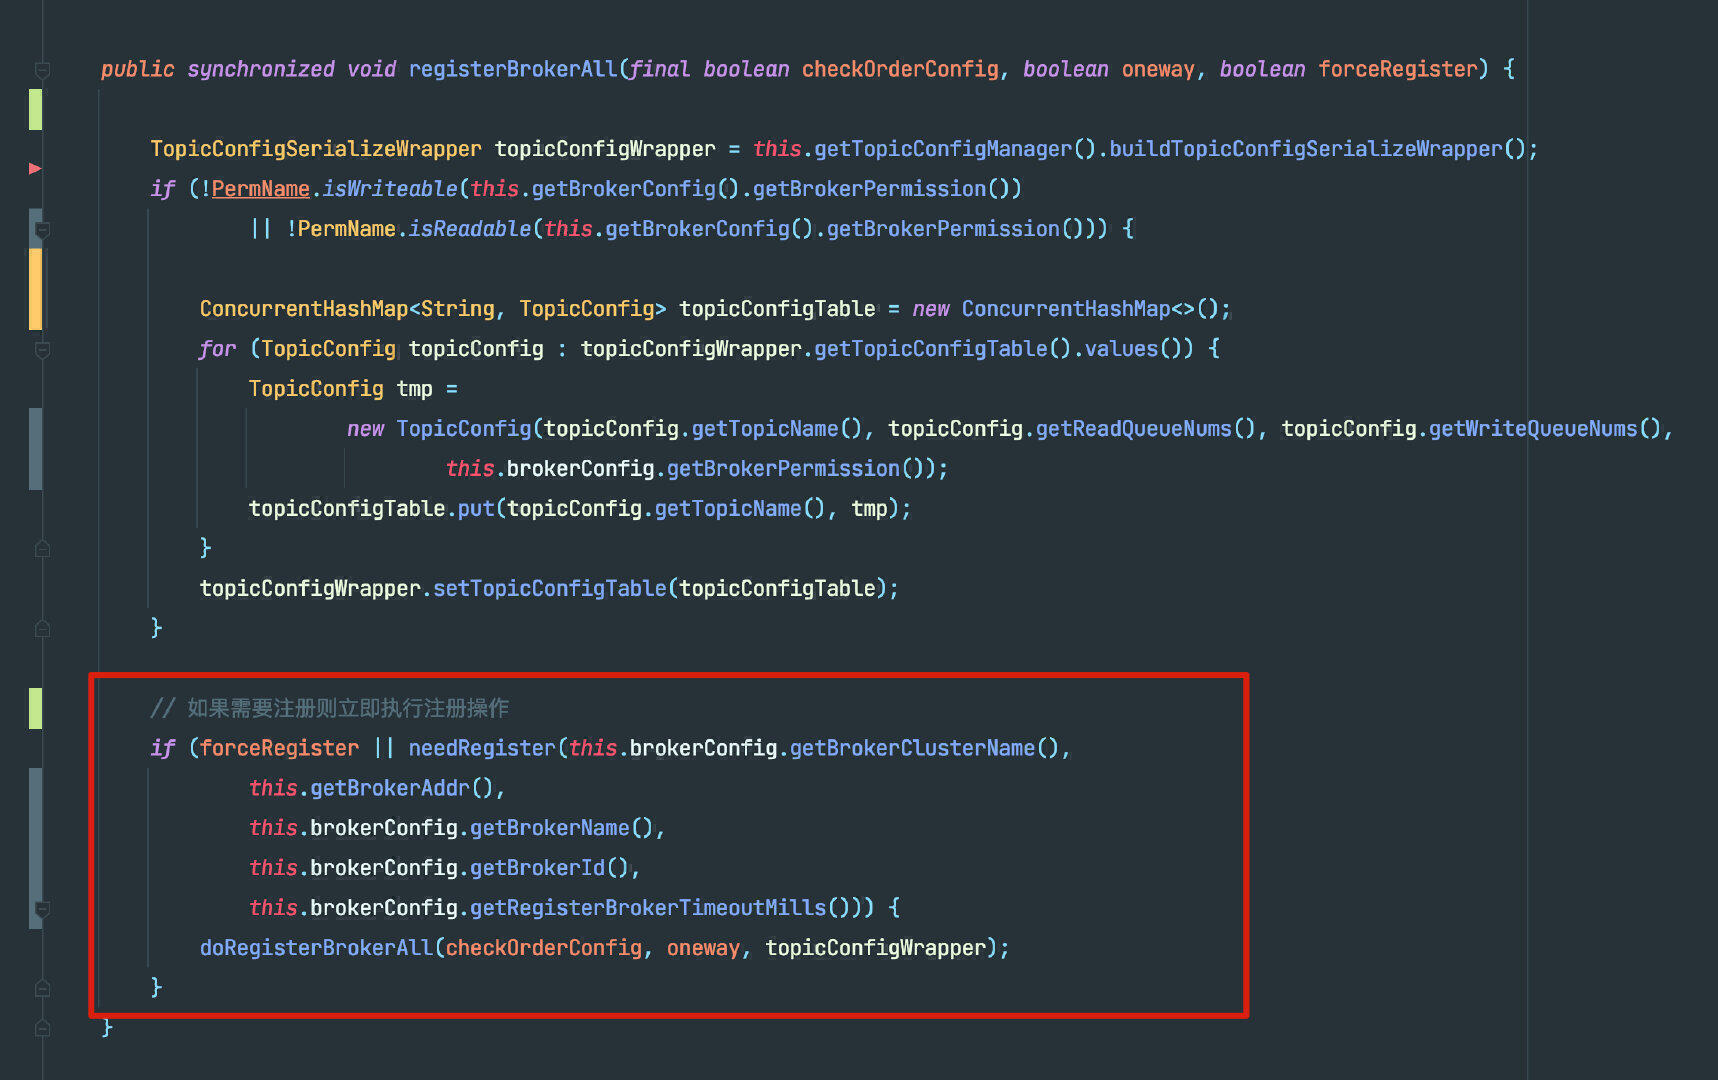 public synchronized void registerBrokerAll(final boolean checkOrderConfig, boolean oneway, boolean forceRegister) {
TopicConfigSerializeWrapper topicConfigWrapper = this.getTopicConfigManager().buildTopicConfigSerializeWrapper();
if (!PermName.isWriteable(this.getBrokerConfig().getBrokerPermission())
|| !PermName.isReadable(this.getBrokerConfig().getBrokerPermission())) {
ConcurrentHashMap<String, TopicConfig> topicConfigTable = new ConcurrentHashMap<>();
for (TopicConfig topicConfig : topicConfigWrapper.getTopicConfigTable().values()) {
TopicConfig tmp =
new TopicConfig(topicConfig.getTopicName(), topicConfig.getReadQueueNums(), topicConfig.getWriteQueueNums(),
this.brokerConfig.getBrokerPermission());
topicConfigTable.put(topicConfig.getTopicName(), tmp);
}
topicConfigWrapper.setTopicConfigTable(topicConfigTable);
}
// 如果需要注册则立即执行注册操作
if (forceRegister || needRegister(this.brokerConfig.getBrokerClusterName(),
this.getBrokerAddr(),
this.brokerConfig.getBrokerName(),
this.brokerConfig.getBrokerId(),
this.brokerConfig.getRegisterBrokerTimeoutMills())) {
doRegisterBrokerAll(checkOrderConfig, oneway, topicConfigWrapper);
}
}